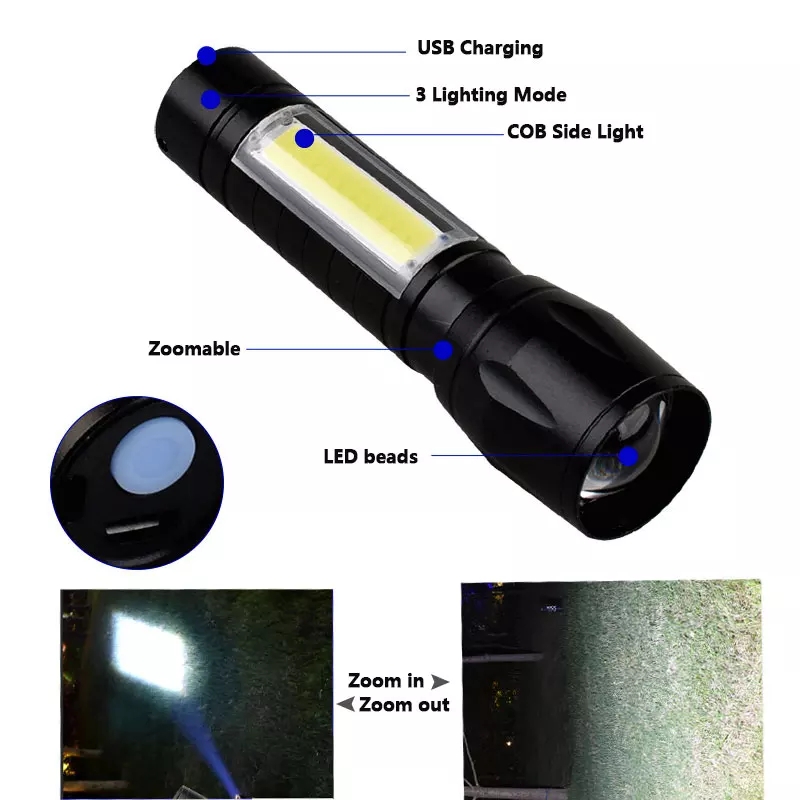 USB Charging
3 Lighting Mode
COB Side Light
Zoomable
LED beads
Zoom in
Zoom out